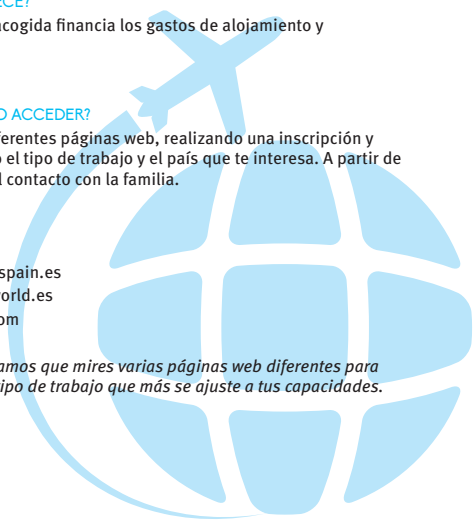 ECE?
acogida financia los gastos de alojamiento y
O ACCEDER?
ferentes páginas web, realizando una inscripción y
o el tipo de trabajo y el país que te interesa. A partir de
l contacto con la familia.
spain.es
orld.es
om
amos que mires varias páginas web diferentes para
tipo de trabajo que más se ajuste a tus capacidades.